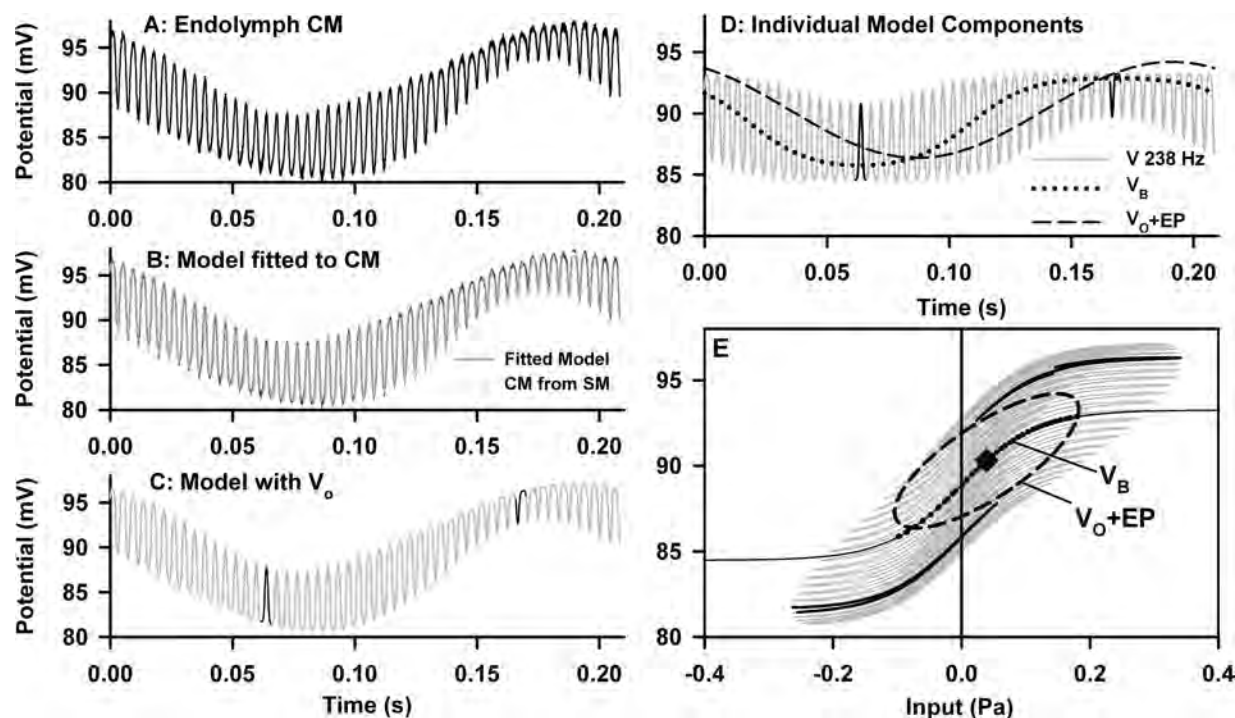 A: Endolymph CM
Potential (mV)
95
90
85
80
0.00 0.05 0.10 0.15 0.20
B: Model fitted to CM
Potential (mV)
95
90
85
80
Fitted Model
CM from SM
0.00 0.05 0.10 0.15 0.20
C: Model with Vo
Potential (mV)
95
90
85
80
0.00 0.05 0.10 0.15 0.20
Time (s)
D: Individual Model Components
95
90
85
80
V 238 Hz
VB
VO+EP
0.00 0.05 0.10 0.15 0.20
Time (s)
E
95
90
85
80
VB
VO+EP
-0.4 -0.2 0.0 0.2 0.4
Input (Pa)